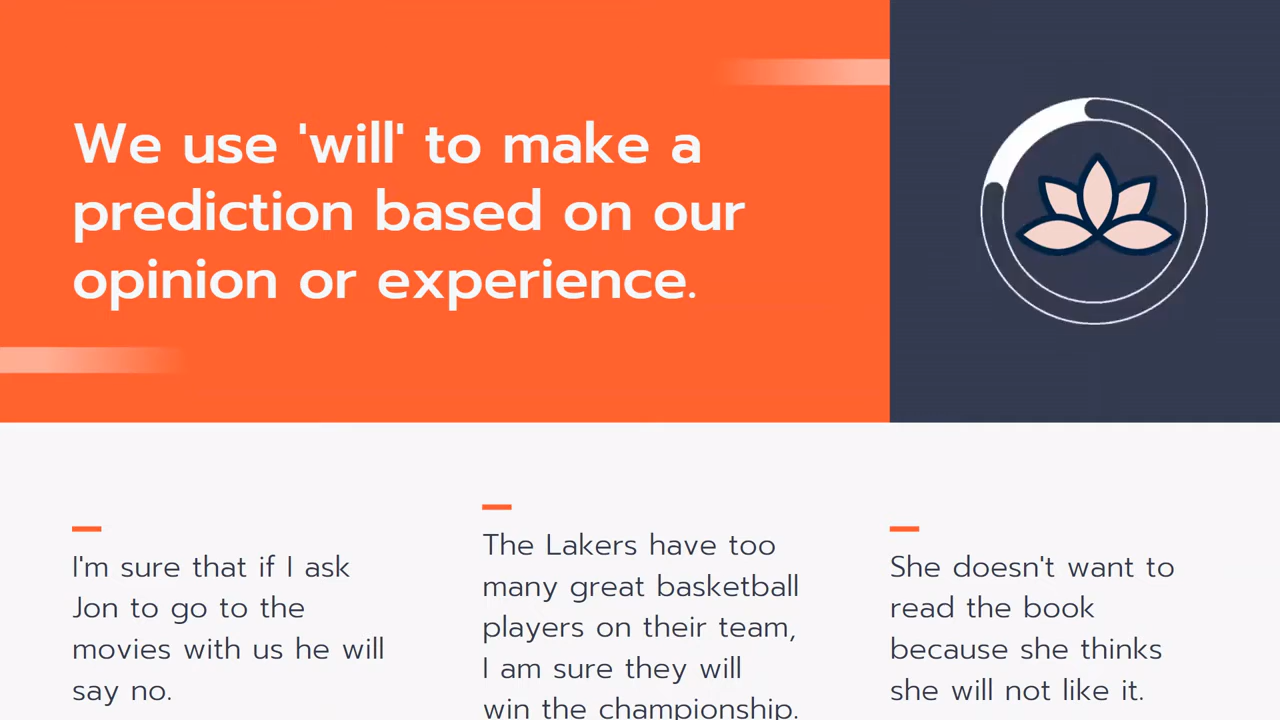 We use 'will' to make a
prediction based on our
opinion or experience.
I'm sure that if I ask
Jon to go to the
movies with us he will
say no.
The Lakers have too
many great basketball
players on their team,
I am sure they will
win the championship.
She doesn't want to
read the book
because she thinks
she will not like it.